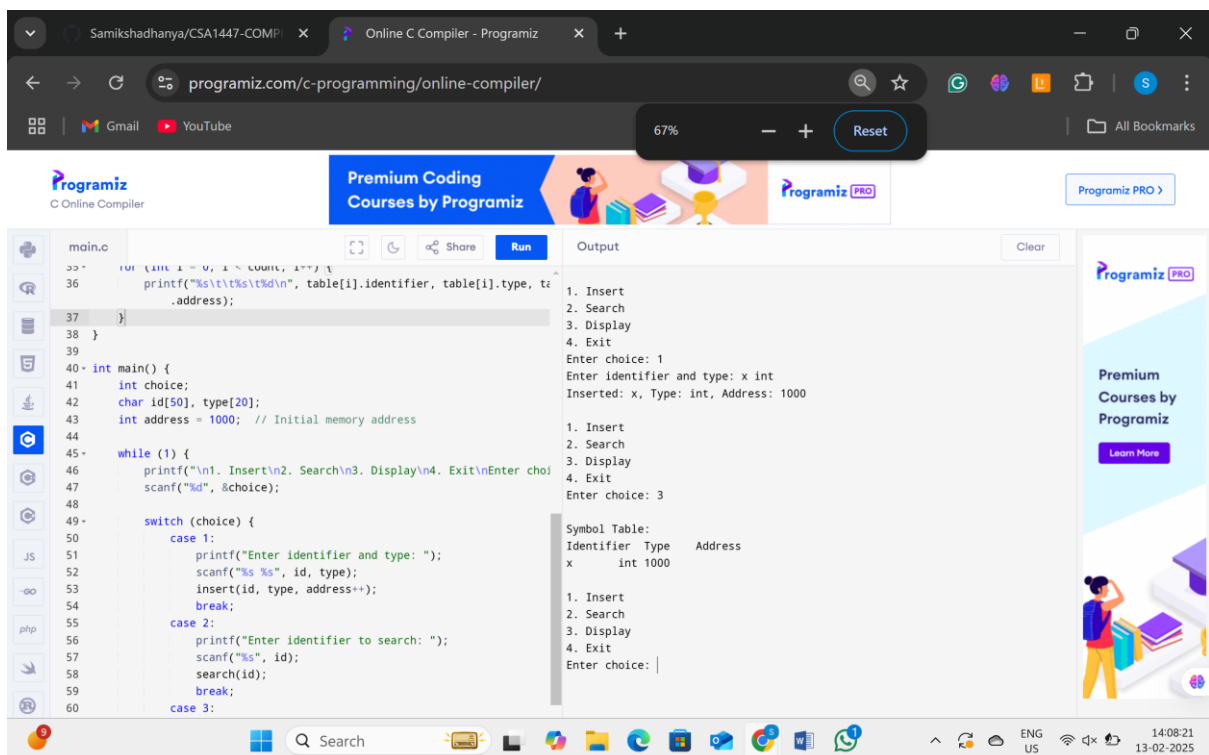 Samikshadhanya/CSA1447-COMPI
Online C Compiler - Programiz
programiz.com/c-programming/online-compiler/
Gmail
YouTube
67%
Reset
All Bookmarks
Programiz
C Online Compiler
Premium Coding
Courses by Programiz
Programiz PRO
Programiz PRO >
main.c
Share
Run
Output
Clear
35 for (int i = 0; i < count; i++) {
36 printf("%s\t\t%s\t%d\n", table[i].identifier, table[i].type, ta
.address);
37 }
38 }
39
40 int main() {
41 int choice;
42 char id[50], type[20];
43 int address = 1000;  // Initial memory address
44
45 while (1) {
46 printf("\n1. Insert\n2. Search\n3. Display\n4. Exit\nEnter choi
47 scanf("%d", &choice);
48
49 switch (choice) {
50 case 1:
51 printf("Enter identifier and type: ");
52 scanf("%s %s", id, type);
53 insert(id, type, address++);
54 break;
55 case 2:
56 printf("Enter identifier to search: ");
57 scanf("%s", id);
58 search(id);
59 break;
60 case 3:
1. Insert
2. Search
3. Display
4. Exit
Enter choice: 1
Enter identifier and type: x int
Inserted: x, Type: int, Address: 1000
1. Insert
2. Search
3. Display
4. Exit
Enter choice: 3
Symbol Table:
Identifier Type Address
x int 1000
1. Insert
2. Search
3. Display
4. Exit
Enter choice:
Programiz PRO
Premium
Courses by
Programiz
Learn More
JS
GO
php
9
Search
ENG
US
14:08:21
13-02-2025